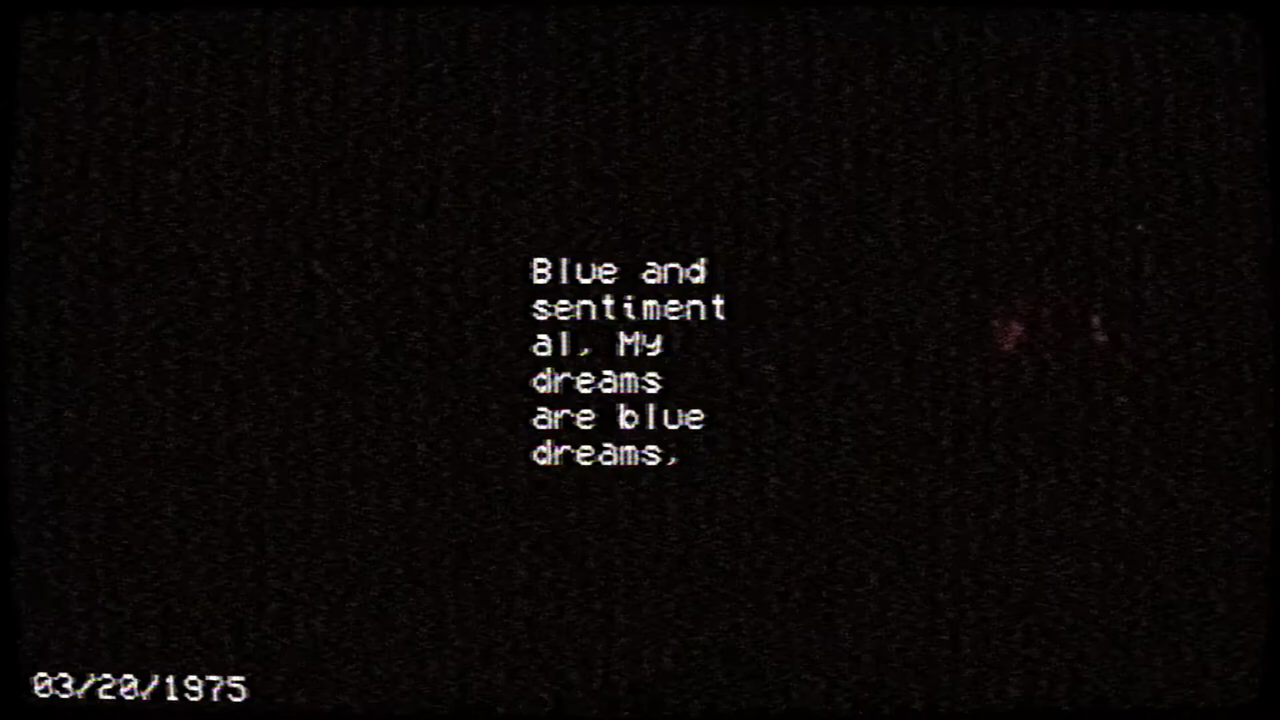 Blue and
sentiment
al, My
dreams
are blue
dreams,
03/20/1975